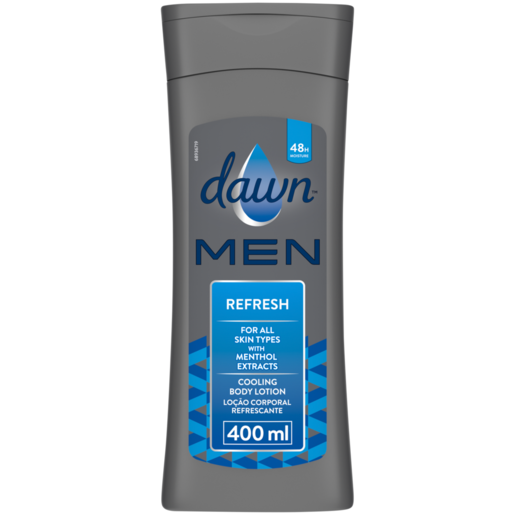 48H
MOISTURE
dawn™
MEN
REFRESH
FOR ALL
SKIN TYPES
WITH
MENTHOL
EXTRACTS
COOLING
BODY LOTION
LOÇÃO CORPORAL
REFRESCANTE
400 ml